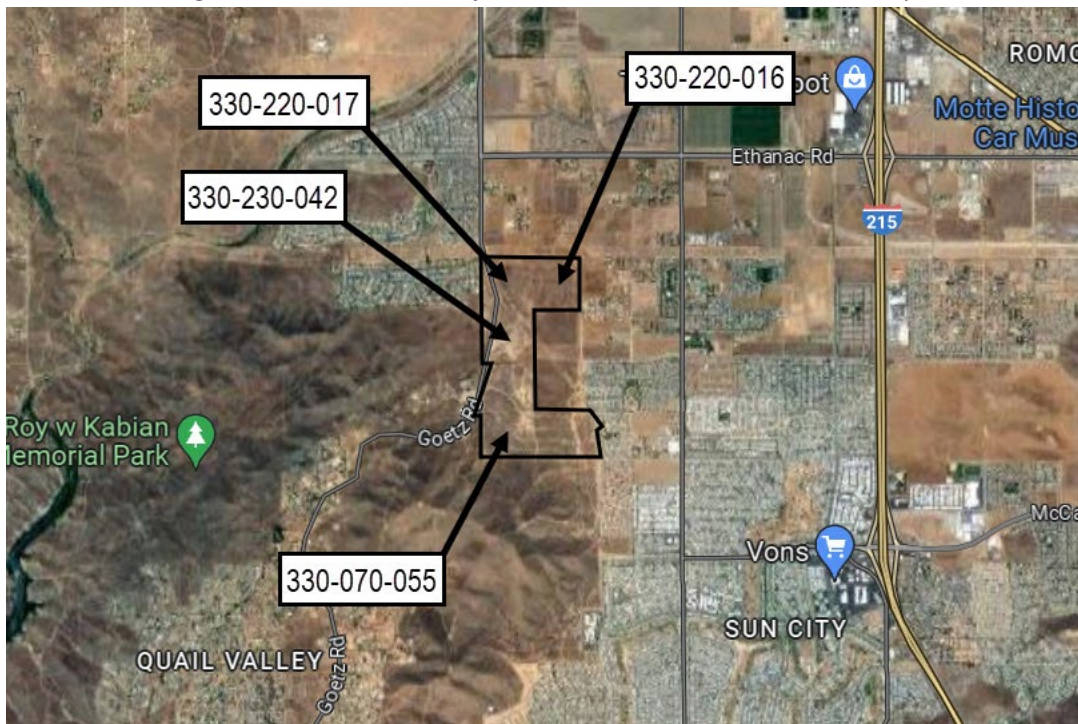 ROMO
330-220-017
330-220-016
Motte Histo
Car Mus
Ethanac Rd
330-230-042
215
Roy w Kabian
Memorial Park
Goetz Rd
330-070-055
McCa
Vons
SUN CITY
QUAIL VALLEY
Goetz Rd